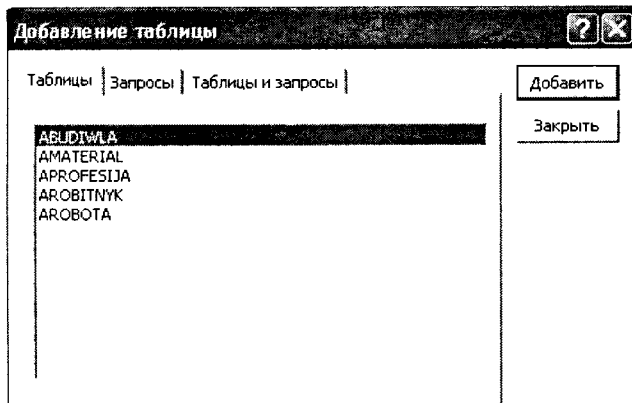 Добавление таблицы
Таблицы Запросы Таблицы и запросы
Добавить
Закрыть
ABUDIWLA
AMATERIAL
APROFESIJA
AROBITNYK
AROBOTA